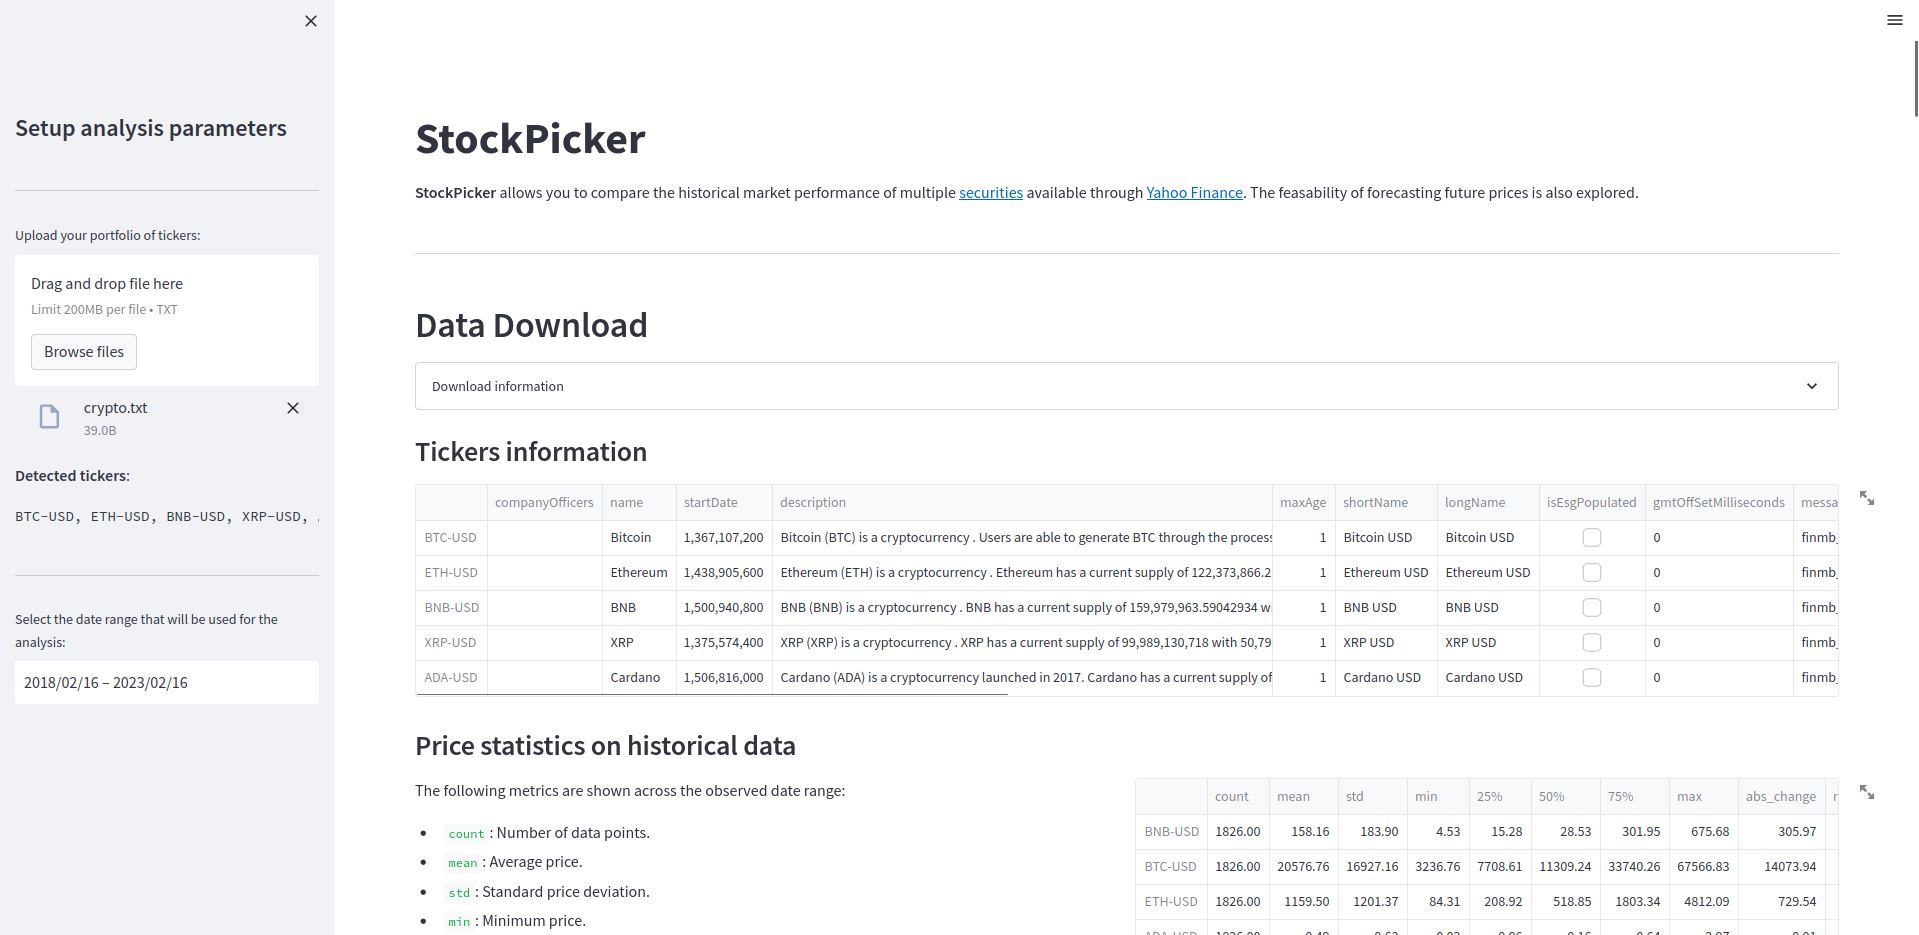 Setup analysis parameters
Upload your portfolio of tickers:
Drag and drop file here
Limit 200MB per file • TXT
Browse files
crypto.txt
39.0B
Detected tickers:
BTC-USD, ETH-USD, BNB-USD, XRP-USD,
Select the date range that will be used for the
analysis:
2018/02/16 – 2023/02/16
StockPicker
StockPicker allows you to compare the historical market performance of multiple securities available through Yahoo Finance. The feasability of forecasting future prices is also explored.
Data Download
Download information
Tickers information
companyOfficers name startDate description maxAge shortName longName isEsgPopulated gmtOffSetMilliseconds messa
BTC-USD Bitcoin 1,367,107,200 Bitcoin (BTC) is a cryptocurrency . Users are able to generate BTC through the process 1 Bitcoin USD Bitcoin USD 0 finmb_
ETH-USD Ethereum 1,438,905,600 Ethereum (ETH) is a cryptocurrency . Ethereum has a current supply of 122,373,866.2 1 Ethereum USD Ethereum USD 0 finmb_
BNB-USD BNB 1,500,940,800 BNB (BNB) is a cryptocurrency . BNB has a current supply of 159,979,963.59042934 w 1 BNB USD BNB USD 0 finmb_
XRP-USD XRP 1,375,574,400 XRP (XRP) is a cryptocurrency . XRP has a current supply of 99,989,130,718 with 50,79 1 XRP USD XRP USD 0 finmb_
ADA-USD Cardano 1,506,816,000 Cardano (ADA) is a cryptocurrency launched in 2017. Cardano has a current supply of 1 Cardano USD Cardano USD 0 finmb_
Price statistics on historical data
The following metrics are shown across the observed date range:
• count : Number of data points.
• mean : Average price.
• std : Standard price deviation.
• min : Minimum price.
count mean std min 25% 50% 75% max abs_change r
BNB-USD 1826.00 158.16 183.90 4.53 15.28 28.53 301.95 675.68 305.97
BTC-USD 1826.00 20576.76 16927.16 3236.76 7708.61 11309.24 33740.26 67566.83 14073.94
ETH-USD 1826.00 1159.50 1201.37 84.31 208.92 518.85 1803.34 4812.09 729.54